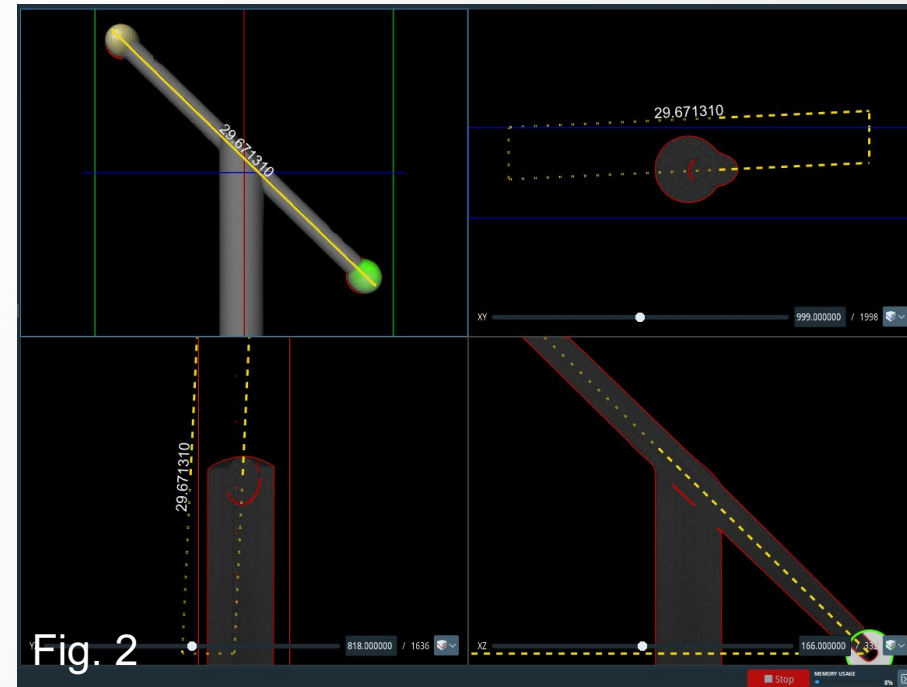 29.671310
29.671310
XY 999.000000 / 1998
29.671310
818.000000 / 1636
XZ 166.000000 /
Fig. 2
Stop
MEMORY USAGE
8%